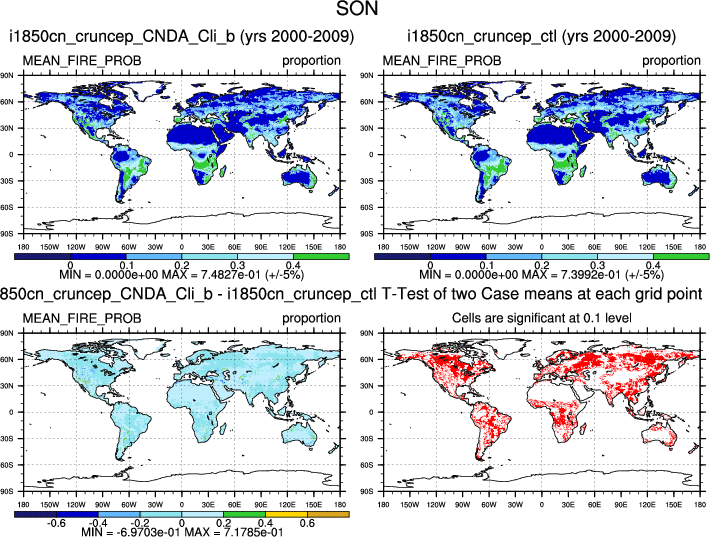 SON
i1850cn_cruncep_CNDA_Cli_b (yrs 2000-2009)
i1850cn_cruncep_ctl (yrs 2000-2009)
MEAN_FIRE_PROB proportion
MEAN_FIRE_PROB proportion
90N
60N
30N
0
30S
60S
90S
180 150W 120W 90W 60W 30W 0 30E 60E 90E 120E 150E 180
90N
60N
30N
0
30S
60S
90S
180 150W 120W 90W 60W 30W 0 30E 60E 90E 120E 150E 180
0 0.1 0.2 0.3 0.4
MIN = 0.0000e+00 MAX = 7.4827e-01 (+/-5%)
0 0.1 0.2 0.3 0.4
MIN = 0.0000e+00 MAX = 7.3992e-01 (+/-5%)
850cn_cruncep_CNDA_Cli_b - i1850cn_cruncep_ctl
T-Test of two Case means at each grid point
MEAN_FIRE_PROB proportion
Cells are significant at 0.1 level
90N
60N
30N
0
30S
60S
90S
180 150W 120W 90W 60W 30W 0 30E 60E 90E 120E 150E 180
90N
60N
30N
0
30S
60S
90S
180 150W 120W 90W 60W 30W 0 30E 60E 90E 120E 150E 180
-0.6 -0.4 -0.2 0 0.2 0.4 0.6
MIN = -6.9703e-01 MAX = 7.1785e-01